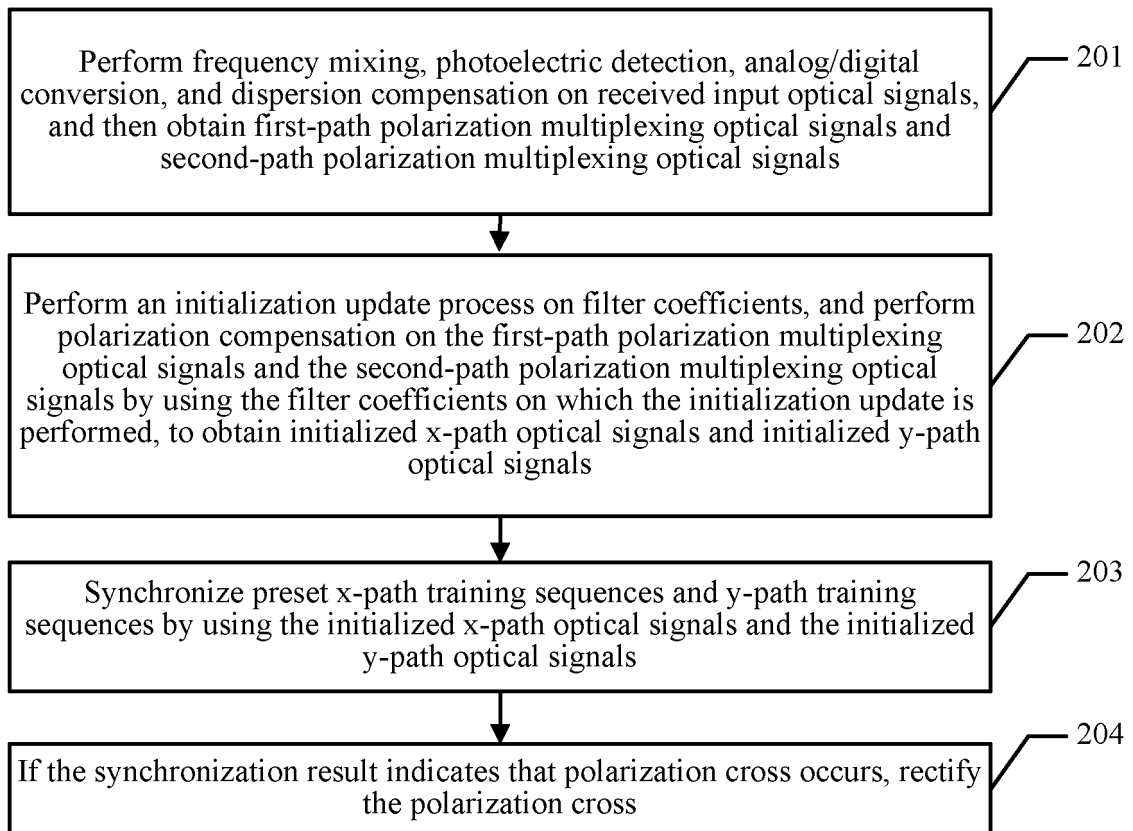 Perform frequency mixing, photoelectric detection, analog/digital
conversion, and dispersion compensation on received input optical signals,
and then obtain first-path polarization multiplexing optical signals and
second-path polarization multiplexing optical signals
201
Perform an initialization update process on filter coefficients, and perform
polarization compensation on the first-path polarization multiplexing
optical signals and the second-path polarization multiplexing optical
signals by using the filter coefficients on which the initialization update is
performed, to obtain initialized x-path optical signals and initialized y-path
optical signals
202
Synchronize preset x-path training sequences and y-path training
sequences by using the initialized x-path optical signals and the initialized
y-path optical signals
203
If the synchronization result indicates that polarization cross occurs, rectify
the polarization cross
204